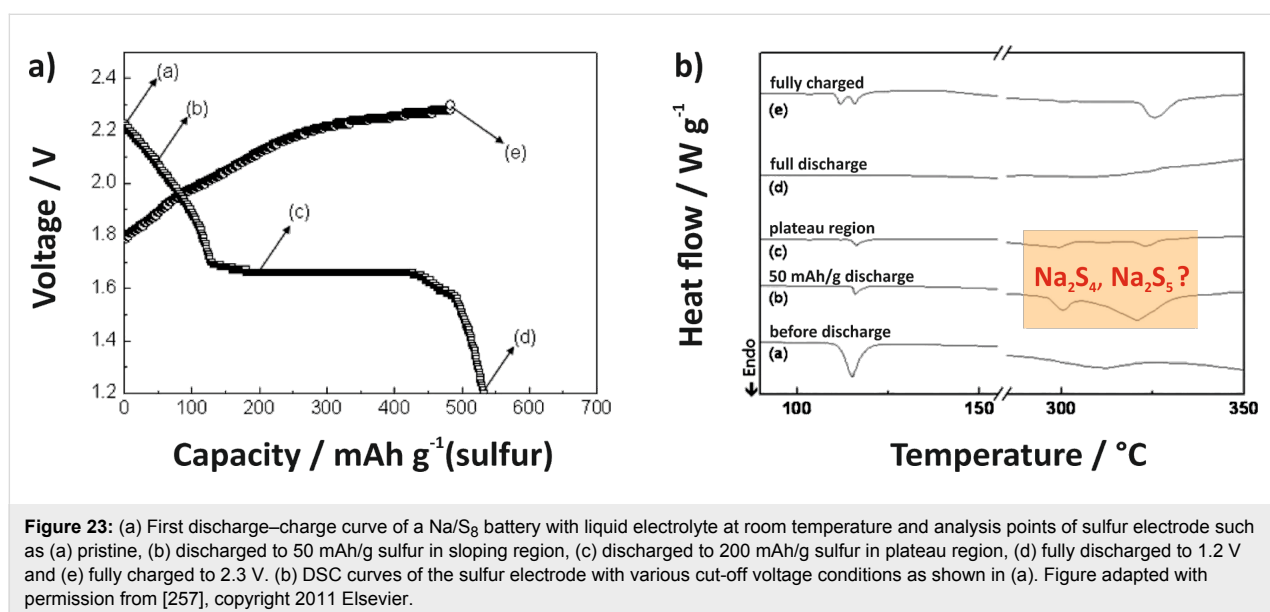 a)
2.4
2.2
2.0
1.8
1.6
1.4
1.2
Voltage / V
(a)
(b)
(c)
(d)
(e)
0 100 200 300 400 500 600 700
Capacity / mAh g-1(sulfur)
b)
Heat flow / W g-1
← Endo
fully charged
(e)
full discharge
(d)
plateau region
(c)
50 mAh/g discharge
(b)
before discharge
(a)
Na2S4, Na2S5 ?
100 150 300 350
Temperature / °C
Figure 23: (a) First discharge–charge curve of a Na/S8 battery with liquid electrolyte at room temperature and analysis points of sulfur electrode such
as (a) pristine, (b) discharged to 50 mAh/g sulfur in sloping region, (c) discharged to 200 mAh/g sulfur in plateau region, (d) fully discharged to 1.2 V
and (e) fully charged to 2.3 V. (b) DSC curves of the sulfur electrode with various cut-off voltage conditions as shown in (a). Figure adapted with
permission from [257], copyright 2011 Elsevier.